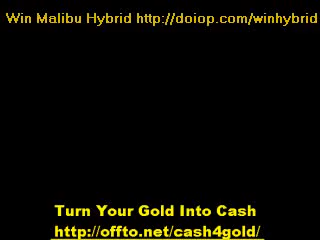 Win Malibu Hybrid http://doiop.com/winhybrid
Turn Your Gold Into Cash
http://offto.net/cash4gold/